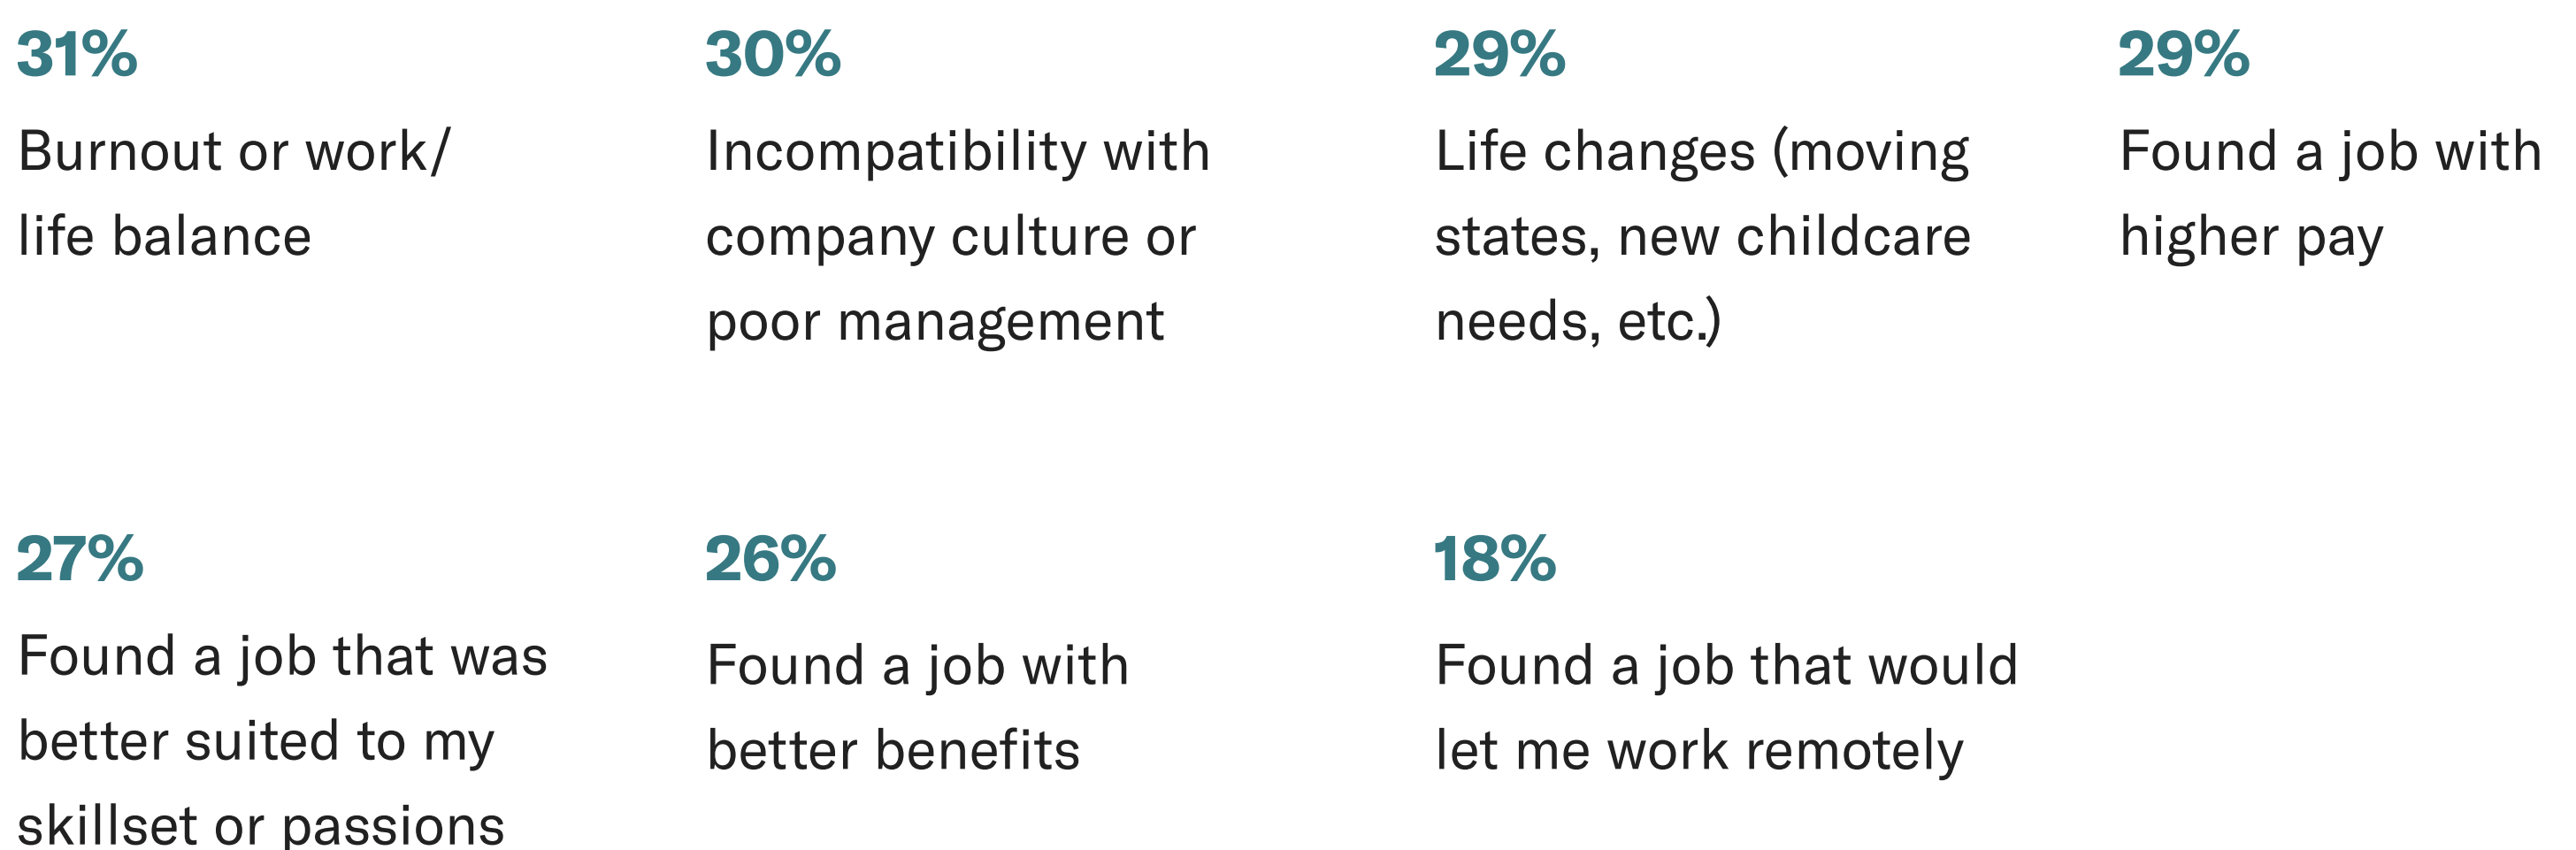 31%
Burnout or work/
life balance
30%
Incompatibility with
company culture or
poor management
29%
Life changes (moving
states, new childcare
needs, etc.)
29%
Found a job with
higher pay
27%
Found a job that was
better suited to my
skillset or passions
26%
Found a job with
better benefits
18%
Found a job that would
let me work remotely